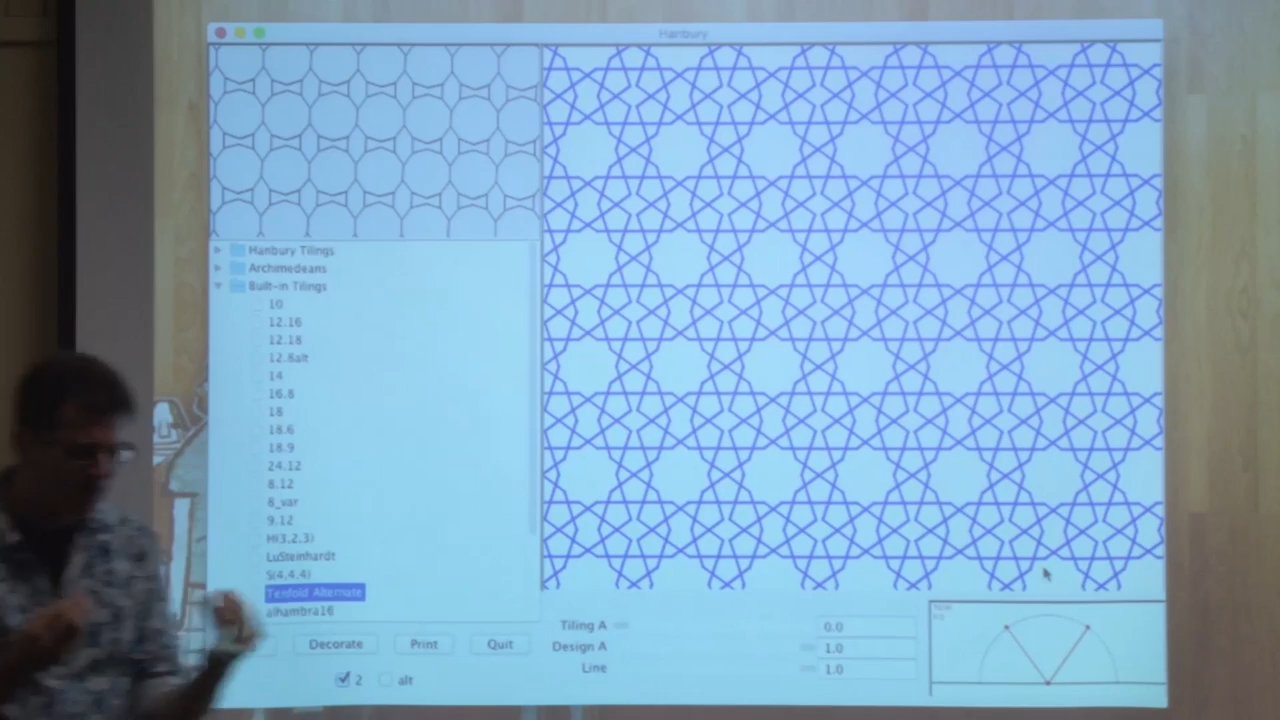 Hanbury
Hanbury Tilings
Archimedeans
Built-in Tilings
10
12.16
12.18
12.8alt
14
16.8
18
18.6
18.9
24.12
8.12
8_var
9.12
H(3,2,3)
LuSteinhardt
S(4,4,4)
Tenfold Alternate
alhambra16
Decorate
Print
Quit
2
alt
Tiling A
0.0
Design A
1.0
Line
1.0